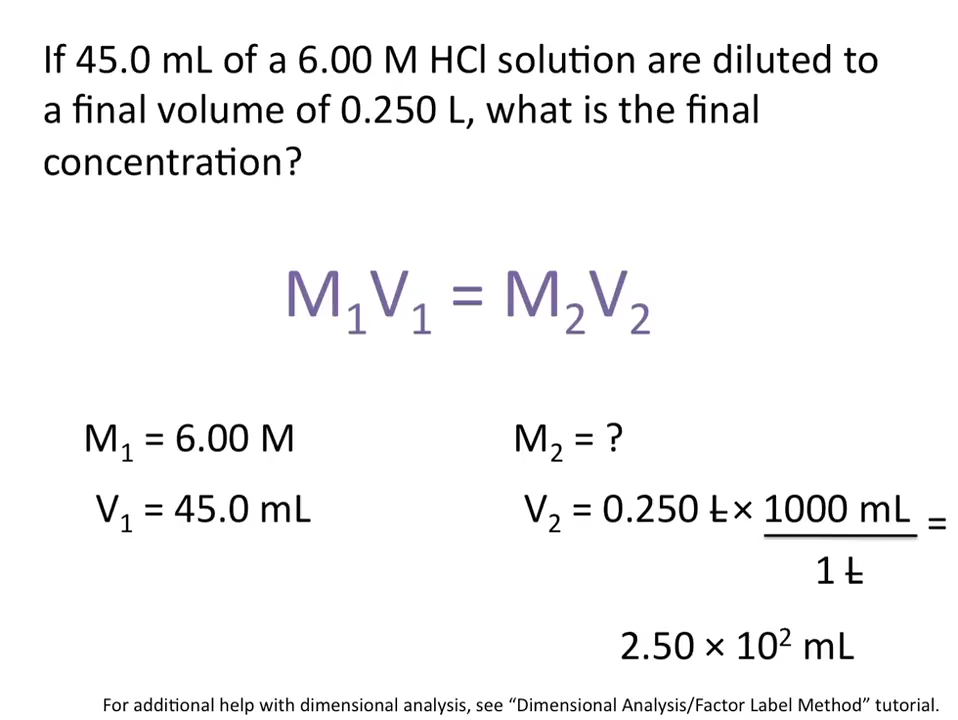 If 45.0 mL of a 6.00 M HCl solution are diluted to
a final volume of 0.250 L, what is the final
concentration?
M₁V₁ = M₂V₂
M₁ = 6.00 M
V₁ = 45.0 mL
M₂ = ?
V₂ = 0.250 L × 1000 mL =
1 L
2.50 × 10² mL
For additional help with dimensional analysis, see “Dimensional Analysis/Factor Label Method” tutorial.